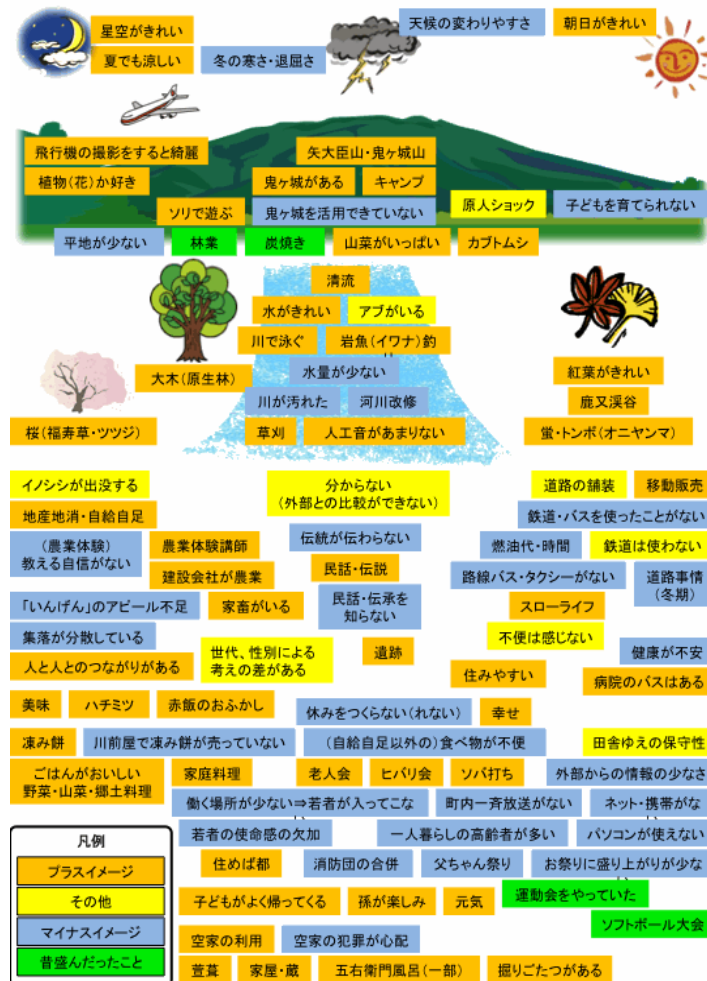 星空がきれい
天候の変わりやすさ
朝日がきれい
夏でも涼しい
冬の寒さ・退屈さ
飛行機の撮影をすると綺麗
矢大臣山・鬼ヶ城山
植物(花)か好き
鬼ヶ城がある
キャンプ
ソリで遊ぶ
鬼ヶ城を活用できていない
原人ショック
子どもを育てられない
平地が少ない
林業
炭焼き
山菜がいっぱい
カブトムシ
清流
水がきれい
アブがいる
川で泳ぐ
岩魚(イワナ)釣
大木(原生林)
水量が少ない
紅葉がきれい
川が汚れた
河川改修
鹿又渓谷
桜(福寿草・ツツジ)
草刈
人工音があまりない
蛍・トンボ(オニヤンマ)
イノシシが出没する
分からない
(外部との比較ができない)
道路の舗装
移動販売
地産地消・自給自足
鉄道・バスを使ったことがない
(農業体験)
教える自信がない
農業体験講師
伝統が伝わらない
燃油代・時間
鉄道は使わない
建設会社が農業
民話・伝説
路線バス・タクシーがない
道路事情
(冬期)
「いんげん」のアピール不足
家畜がいる
民話・伝承を
知らない
スローライフ
集落が分散している
世代、性別による
考えの差がある
遺跡
不便は感じない
健康が不安
人と人とのつながりがある
住みやすい
病院のバスはある
美味
ハチミツ
赤飯のおふかし
休みをつくらない(れない)
幸せ
凍み餅
川前屋で凍み餅が売っていない
(自給自足以外の)食べ物が不便
田舎ゆえの保守性
ごはんがおいしい
野菜・山菜・郷土料理
家庭料理
老人会
ヒバリ会
ソバ打ち
外部からの情報の少なさ
働く場所が少ない⇒若者が入ってこな
町内一斉放送がない
ネット・携帯がな
若者の使命感の欠加
一人暮らしの高齢者が多い
パソコンが使えない
住めば都
消防団の合併
父ちゃん祭り
お祭りに盛り上がりが少な
子どもがよく帰ってくる
孫が楽しみ
元気
運動会をやっていた
ソフトボール大会
空家の利用
空家の犯罪が心配
萱葺
家屋・蔵
五右衛門風呂(一部)
掘りごたつがある
凡例
プラスイメージ
その他
マイナスイメージ
昔盛んだったこと